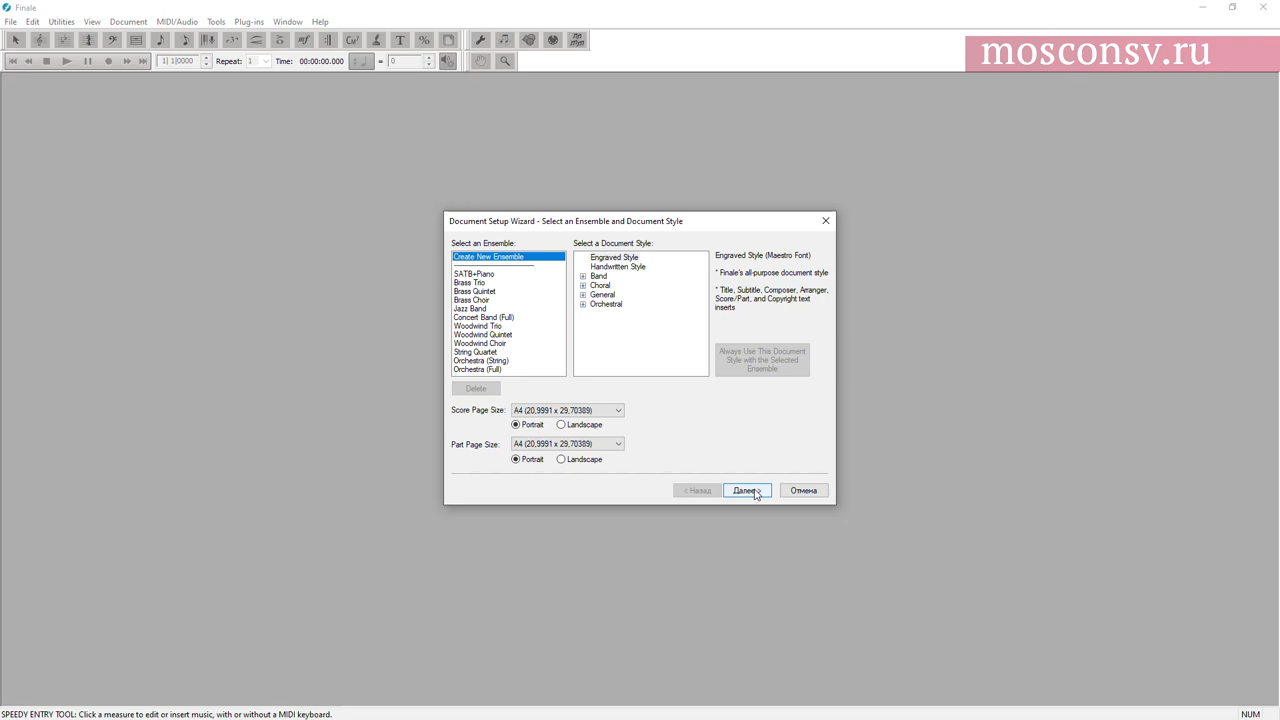 Finale
File Edit Utilities View Document MIDI/Audio Tools Plug-ins Window Help
mosconsv.ru
1| 1|0000 Repeat: 1 Time: 00:00:00.000 = 0
Document Setup Wizard - Select an Ensemble and Document Style
Select an Ensemble:
Create New Ensemble
SATB+Piano
Brass Trio
Brass Quintet
Brass Choir
Jazz Band
Concert Band (Full)
Woodwind Trio
Woodwind Quintet
Woodwind Choir
String Quartet
Orchestra (String)
Orchestra (Full)
Select a Document Style:
Engraved Style
Handwritten Style
Band
Choral
General
Orchestral
Engraved Style (Maestro Font)
* Finale's all-purpose document style
* Title, Subtitle, Composer, Arranger,
Score/Part, and Copyright text
inserts
Always Use This Document
Style with the Selected
Ensemble
Delete
Score Page Size: A4 (20,9991 x 29,70389)
Portrait Landscape
Part Page Size: A4 (20,9991 x 29,70389)
Portrait Landscape
< Назад Далее > Отмена
SPEEDY ENTRY TOOL: Click a measure to edit or insert music, with or without a MIDI keyboard.
NUM